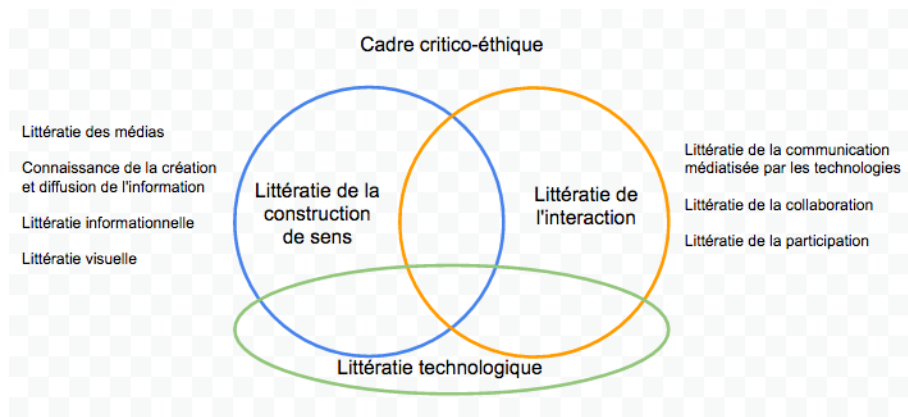 Cadre critico-éthique
Littératie des médias
Connaissance de la création
et diffusion de l'information
Littératie informationnelle
Littératie visuelle
Littératie de la
construction
de sens
Littératie de
l'interaction
Littératie de la communication
médiatisée par les technologies
Littératie de la collaboration
Littératie de la participation
Littératie technologique